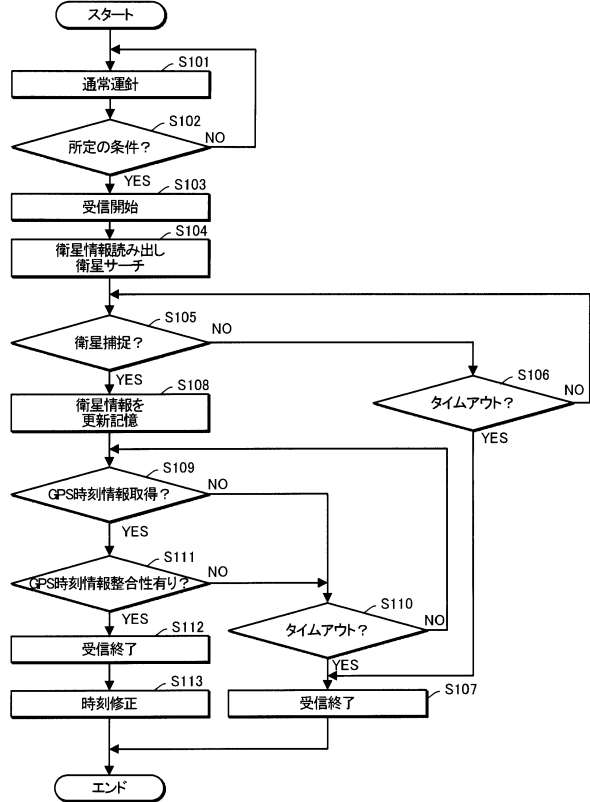 スタート
S101
通常運針
S102
所定の条件？
NO
YES
S103
受信開始
S104
衛星情報読み出し
衛星サーチ
S105
衛星捕捉？
NO
YES
S106
タイムアウト？
NO
YES
S108
衛星情報を
更新記憶
S109
GPS時刻情報取得？
NO
YES
S111
GPS時刻情報整合性有り？
NO
YES
S110
タイムアウト？
NO
YES
S112
受信終了
S113
時刻修正
S107
受信終了
エンド